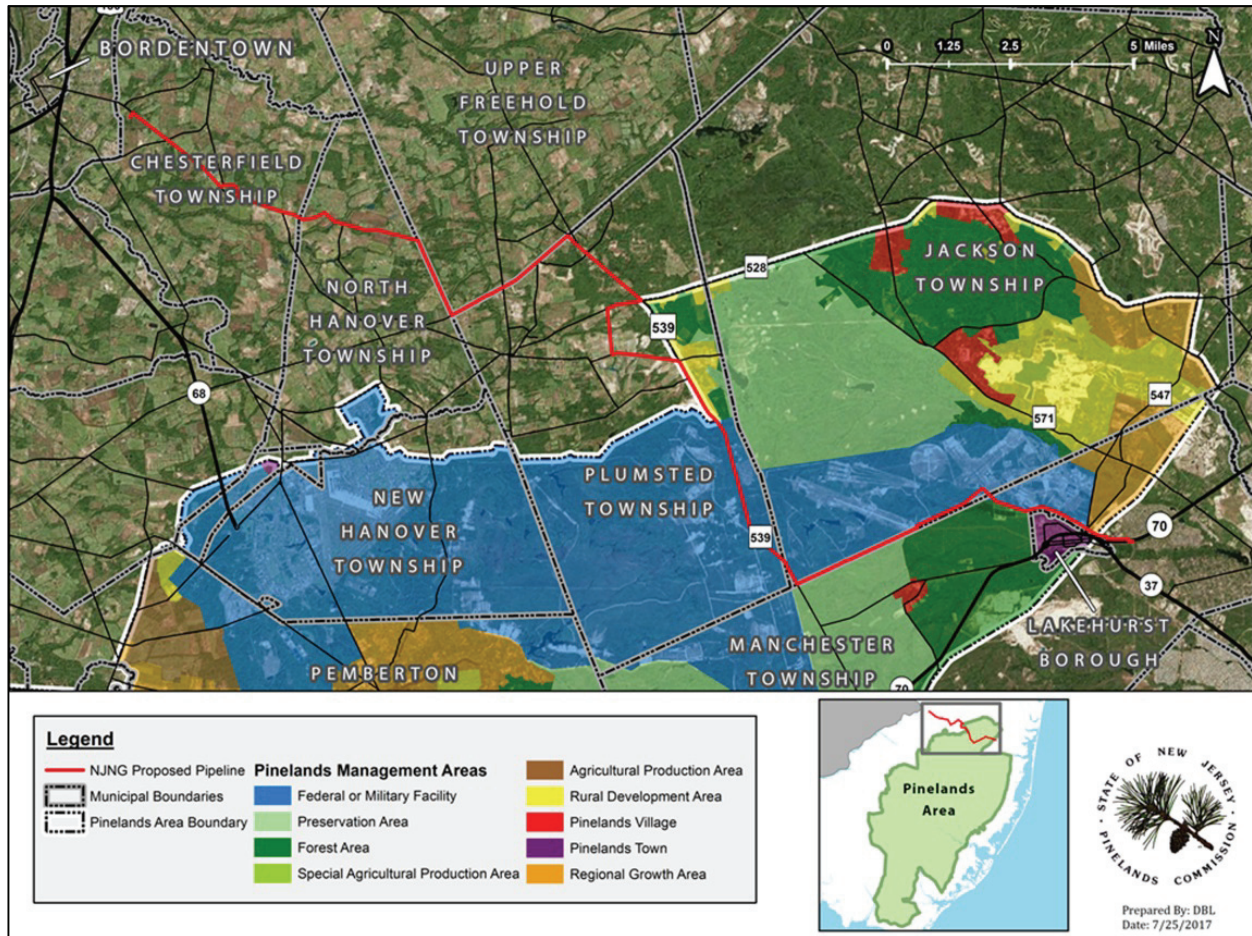 BORDENTOWN
UPPER
FREEHOLD
TOWNSHIP
0 1.25 2.5 5 Miles
N
CHESTERFIELD
TOWNSHIP
JACKSON
TOWNSHIP
528
NORTH
HANOVER
TOWNSHIP
539
68
547
571
PLUMSTED
TOWNSHIP
NEW
HANOVER
TOWNSHIP
539
70
37
LAKEHURST
BOROUGH
MANCHESTER
TOWNSHIP
PEMBERTON
70
Legend
NJNG Proposed Pipeline
Municipal Boundaries
Pinelands Area Boundary
Pinelands Management Areas
Federal or Military Facility
Preservation Area
Forest Area
Special Agricultural Production Area
Agricultural Production Area
Rural Development Area
Pinelands Village
Pinelands Town
Regional Growth Area
Pinelands
Area
STATE OF NEW JERSEY
PINELANDS COMMISSION
Prepared By: DBL
Date: 7/25/2017